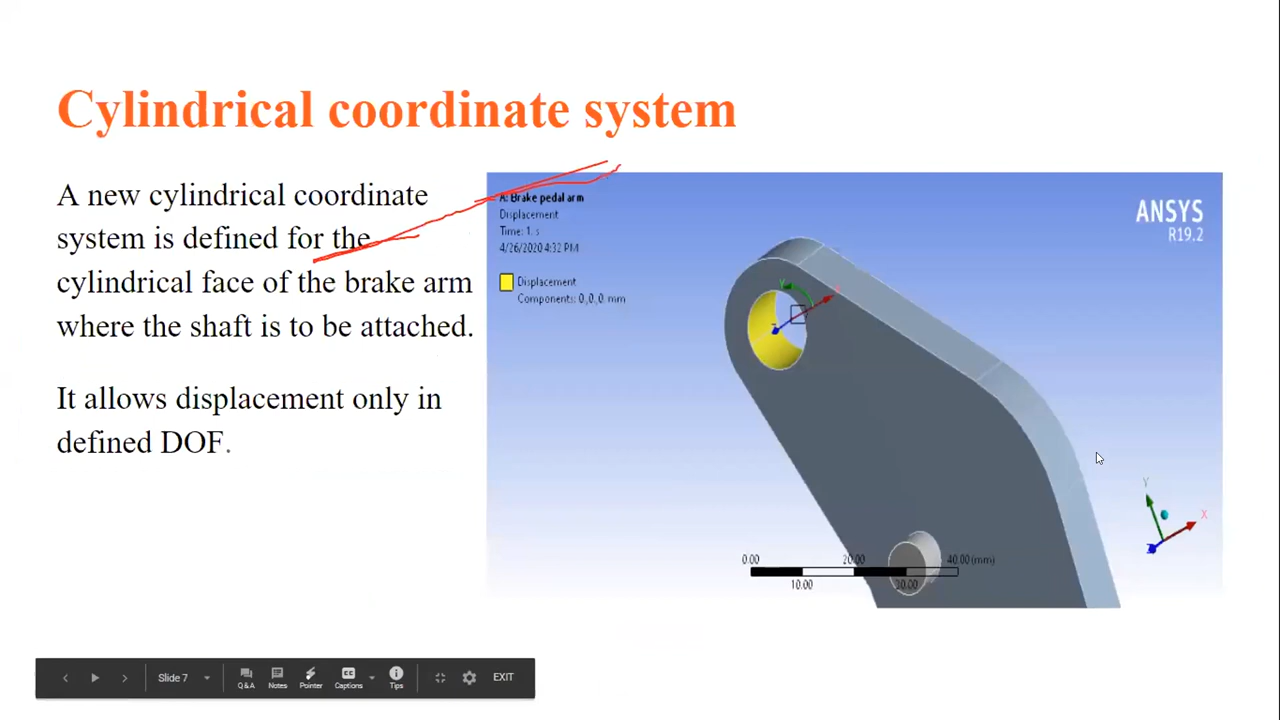 Cylindrical coordinate system
A new cylindrical coordinate
system is defined for the
cylindrical face of the brake arm
where the shaft is to be attached.
It allows displacement only in
defined DOF.
A: Brake pedal arm
Displacement
Time: 1. s
4/26/2020 4:32 PM
Displacement
Components: 0,,0,,0. mm
ANSYS
R19.2
Y
X
Z
Y
X
Z
0.00 20.00 40.00 (mm)
10.00 30.00
Slide 7
Q&A Notes Pointer Captions Tips EXIT